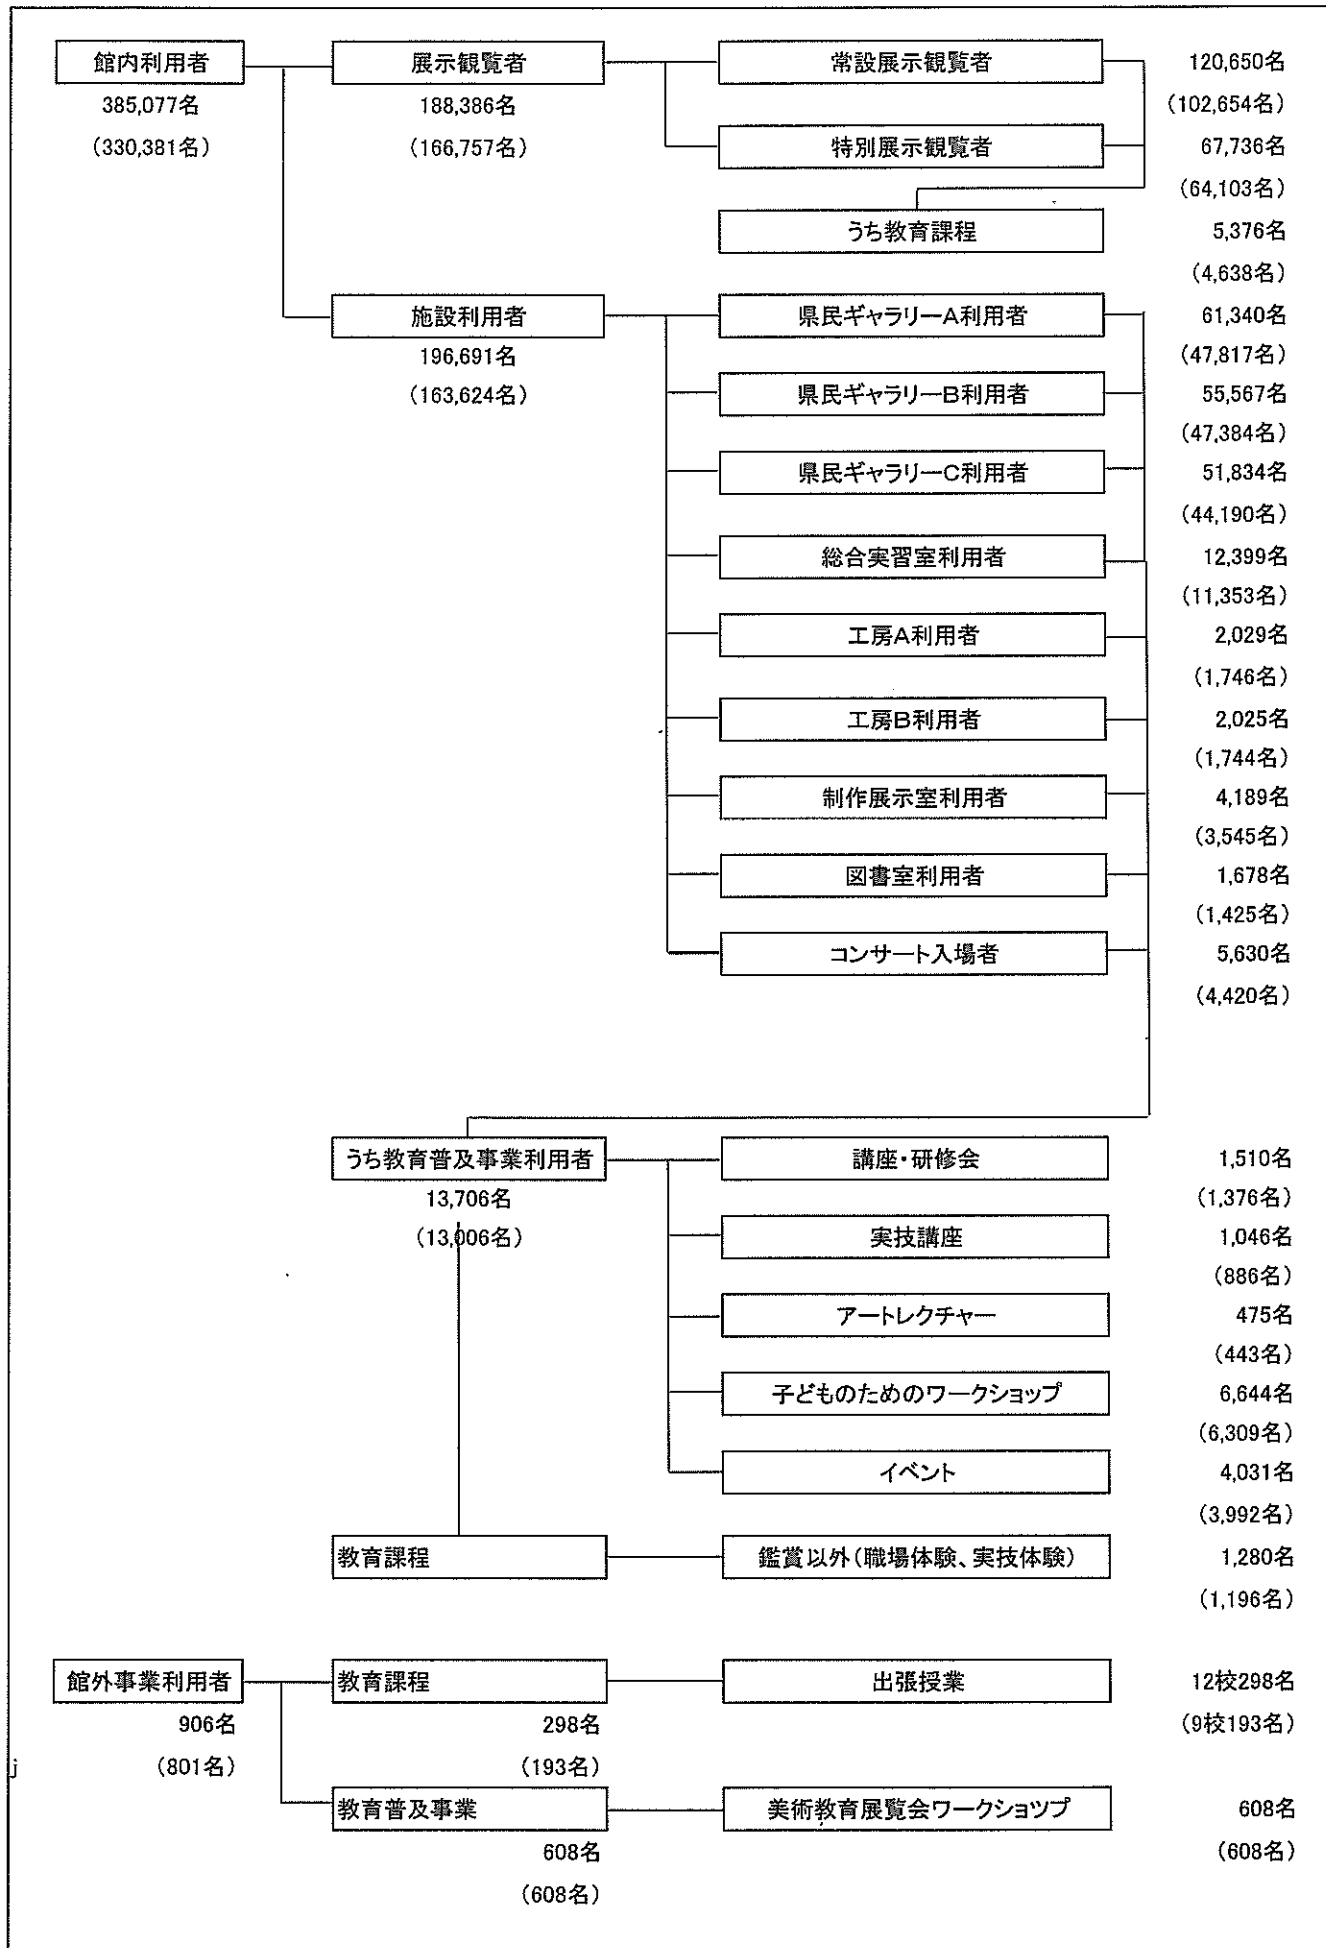 館内利用者 展示観覧者 常設展示観覧者 120,650名
385,077名 188,386名 (102,654名)
(330,381名) (166,757名) 特別展示観覧者 67,736名
(64,103名)
うち教育課程 5,376名
(4,638名)
施設利用者 県民ギャラリーA利用者 61,340名
196,691名 (47,817名)
(163,624名) 県民ギャラリーB利用者 55,567名
(47,384名)
県民ギャラリーC利用者 51,834名
(44,190名)
総合実習室利用者 12,399名
(11,353名)
工房A利用者 2,029名
(1,746名)
工房B利用者 2,025名
(1,744名)
制作展示室利用者 4,189名
(3,545名)
図書室利用者 1,678名
(1,425名)
コンサート入場者 5,630名
(4,420名)
うち教育普及事業利用者 講座・研修会 1,510名
13,706名 (1,376名)
(13,006名) 実技講座 1,046名
(886名)
アートレクチャー 475名
(443名)
子どものためのワークショップ 6,644名
(6,309名)
イベント 4,031名
(3,992名)
教育課程 鑑賞以外(職場体験、実技体験) 1,280名
(1,196名)
館外事業利用者 教育課程 出張授業 12校298名
906名 298名 (9校193名)
(801名) (193名)
教育普及事業 美術教育展覧会ワークショツプ 608名
608名 (608名)
(608名)